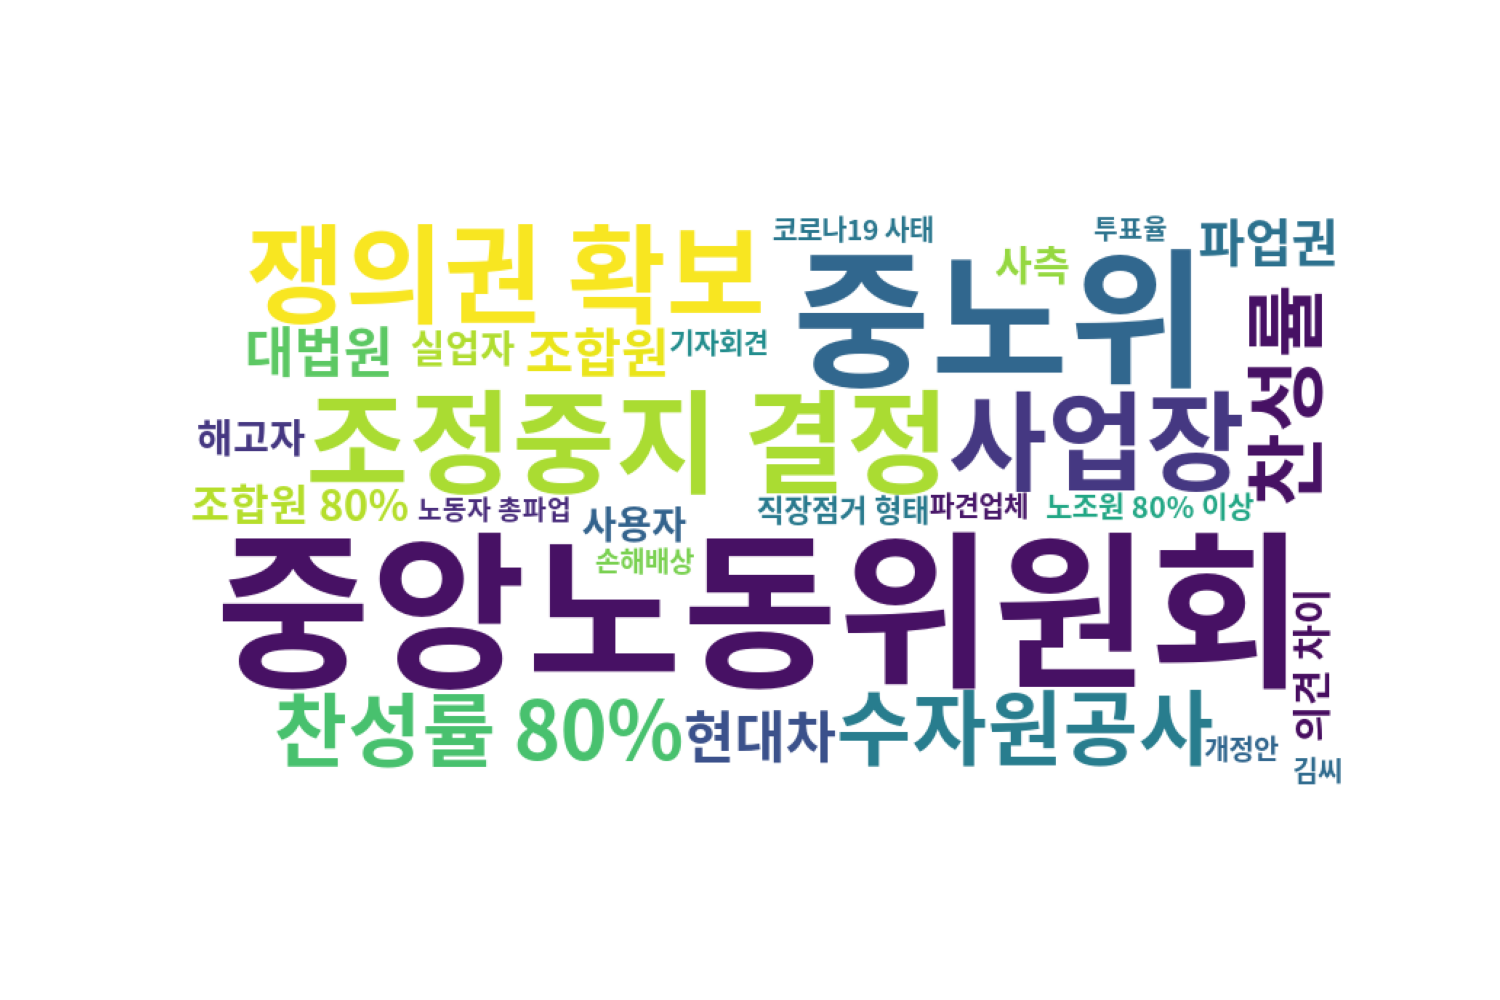 쟁의권 확보
코로나19 사태
투표율
파업권
사측
중노위
찬성률
대법원
실업자
조합원
기자회견
해고자
조정중지 결정
사업장
조합원 80%
노동자 총파업
사용자
직장점거 형태
파견업체
노조원 80% 이상
손해배상
중앙노동위원회
의견 차이
찬성률 80%
현대차
수자원공사
개정안
김씨